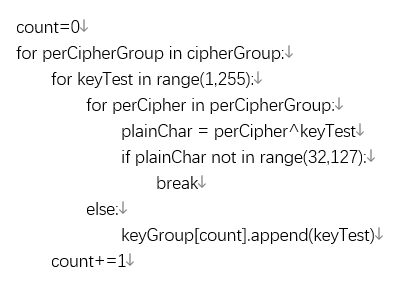 count=0↓
for perCipherGroup in cipherGroup:↓
for keyTest in range(1,255):↓
for perCipher in perCipherGroup:↓
plainChar = perCipher^keyTest↓
if plainChar not in range(32,127):↓
break↓
else:↓
keyGroup[count].append(keyTest)↓
count+=1↓